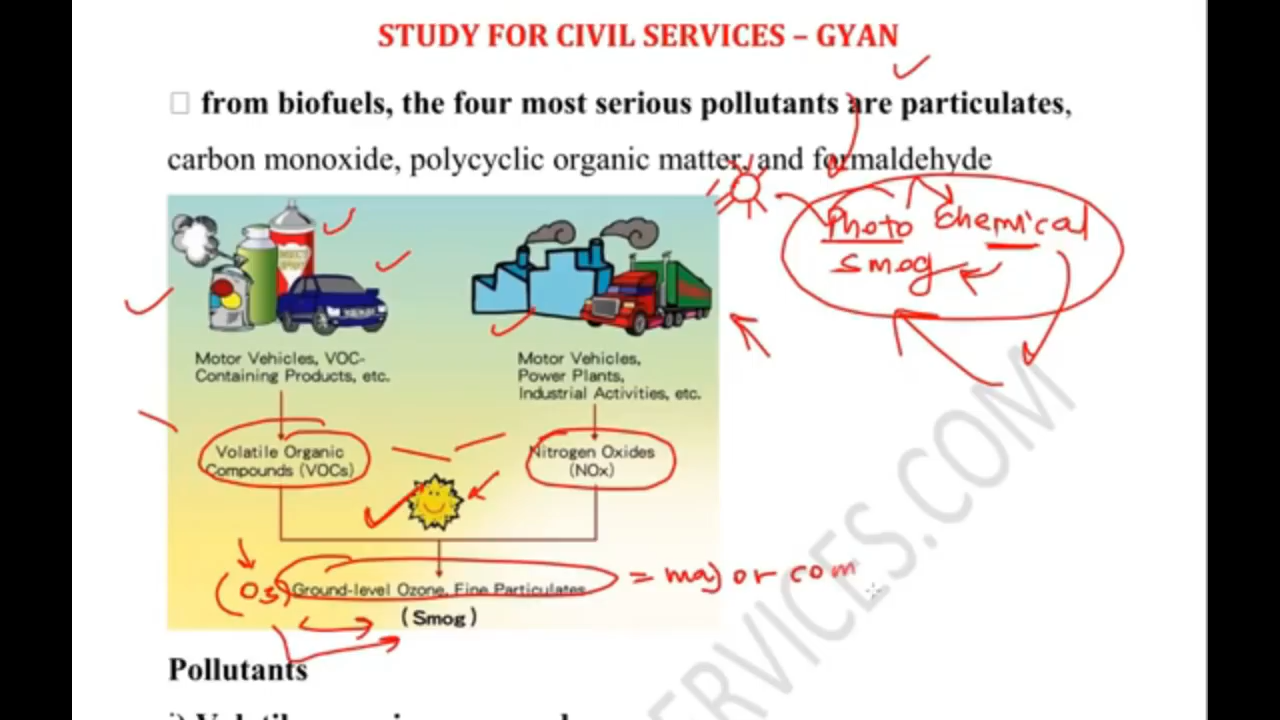 STUDY FOR CIVIL SERVICES – GYAN
□ from biofuels, the four most serious pollutants are particulates,
carbon monoxide, polycyclic organic matter, and formaldehyde
Photo chemical
smog
Motor Vehicles, VOC-
Containing Products, etc.
Motor Vehicles,
Power Plants,
Industrial Activities, etc.
Volatile Organic
Compounds (VOCs)
Nitrogen Oxides
(NOx)
(O3) Ground-level Ozone, Fine Particulates = major com
(Smog)
Pollutants
SERVICES.COM